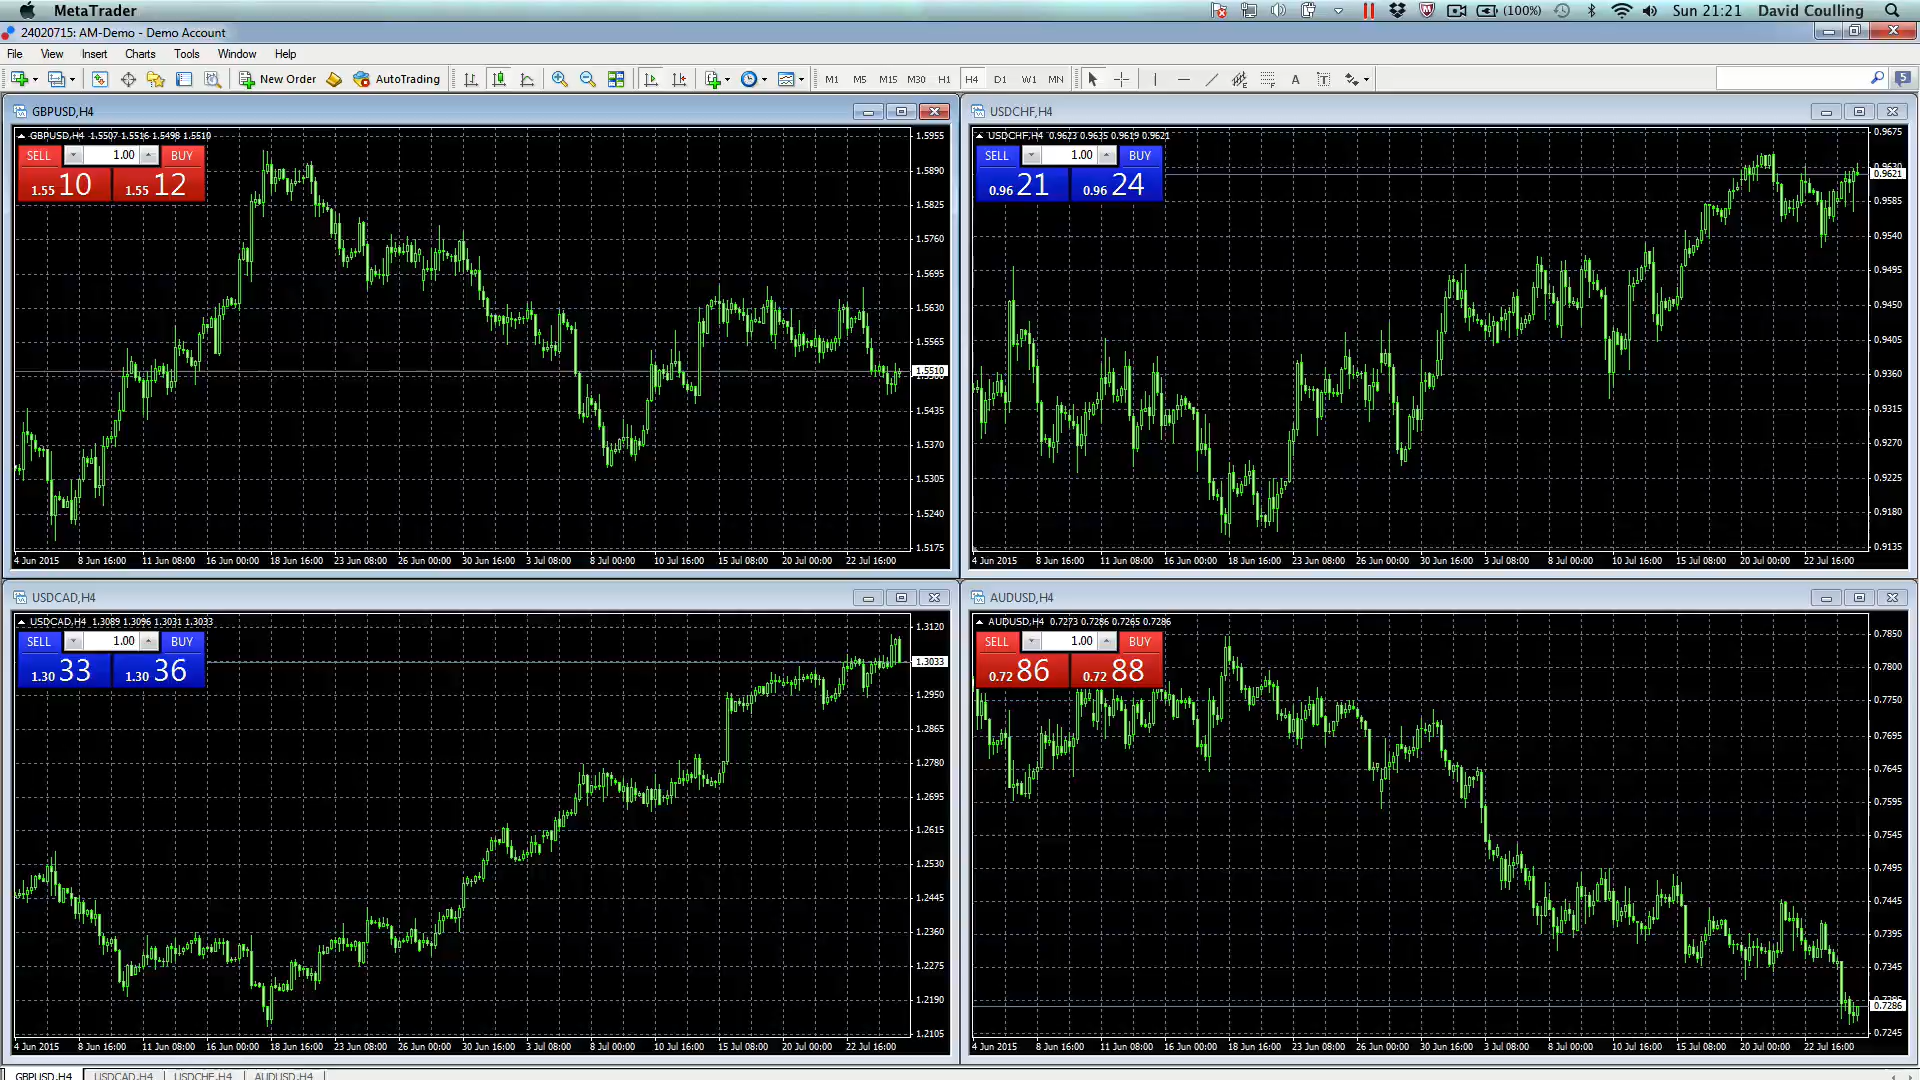 MetaTrader (100%) Sun 21:21 David Coulling
24020715: AM-Demo - Demo Account
File View Insert Charts Tools Window Help
New Order AutoTrading M1 M5 M15 M30 H1 H4 D1 W1 MN A T 5
GBPUSD,H4
GBPUSD,H4 1.5507 1.5516 1.5498 1.5510
SELL 1.00 BUY
1.55 10 1.55 12
1.5955
1.5890
1.5825
1.5760
1.5695
1.5630
1.5565
1.5510
1.5435
1.5370
1.5305
1.5240
1.5175
4 Jun 2015 8 Jun 16:00 11 Jun 08:00 16 Jun 00:00 18 Jun 16:00 23 Jun 08:00 26 Jun 00:00 30 Jun 16:00 3 Jul 08:00 8 Jul 00:00 10 Jul 16:00 15 Jul 08:00 20 Jul 00:00 22 Jul 16:00
USDCHF,H4
USDCHF,H4 0.9623 0.9635 0.9619 0.9621
SELL 1.00 BUY
0.96 21 0.96 24
0.9675
0.9630
0.9621
0.9585
0.9540
0.9495
0.9450
0.9405
0.9360
0.9315
0.9270
0.9225
0.9180
0.9135
4 Jun 2015 8 Jun 16:00 11 Jun 08:00 16 Jun 00:00 18 Jun 16:00 23 Jun 08:00 26 Jun 00:00 30 Jun 16:00 3 Jul 08:00 8 Jul 00:00 10 Jul 16:00 15 Jul 08:00 20 Jul 00:00 22 Jul 16:00
USDCAD,H4
USDCAD,H4 1.3089 1.3096 1.3031 1.3033
SELL 1.00 BUY
1.30 33 1.30 36
1.3120
1.3033
1.2950
1.2865
1.2780
1.2695
1.2615
1.2530
1.2445
1.2360
1.2275
1.2190
1.2105
4 Jun 2015 8 Jun 16:00 11 Jun 08:00 16 Jun 00:00 18 Jun 16:00 23 Jun 08:00 26 Jun 00:00 30 Jun 16:00 3 Jul 08:00 8 Jul 00:00 10 Jul 16:00 15 Jul 08:00 20 Jul 00:00 22 Jul 16:00
AUDUSD,H4
AUDUSD,H4 0.7273 0.7286 0.7265 0.7286
SELL 1.00 BUY
0.72 86 0.72 88
0.7850
0.7800
0.7750
0.7695
0.7645
0.7595
0.7545
0.7495
0.7445
0.7395
0.7345
0.7286
0.7245
4 Jun 2015 8 Jun 16:00 11 Jun 08:00 16 Jun 00:00 18 Jun 16:00 23 Jun 08:00 26 Jun 00:00 30 Jun 16:00 3 Jul 08:00 8 Jul 00:00 10 Jul 16:00 15 Jul 08:00 20 Jul 00:00 22 Jul 16:00
GBPUSD,H4 USDCAD,H4 USDCHF,H4 AUDUSD,H4